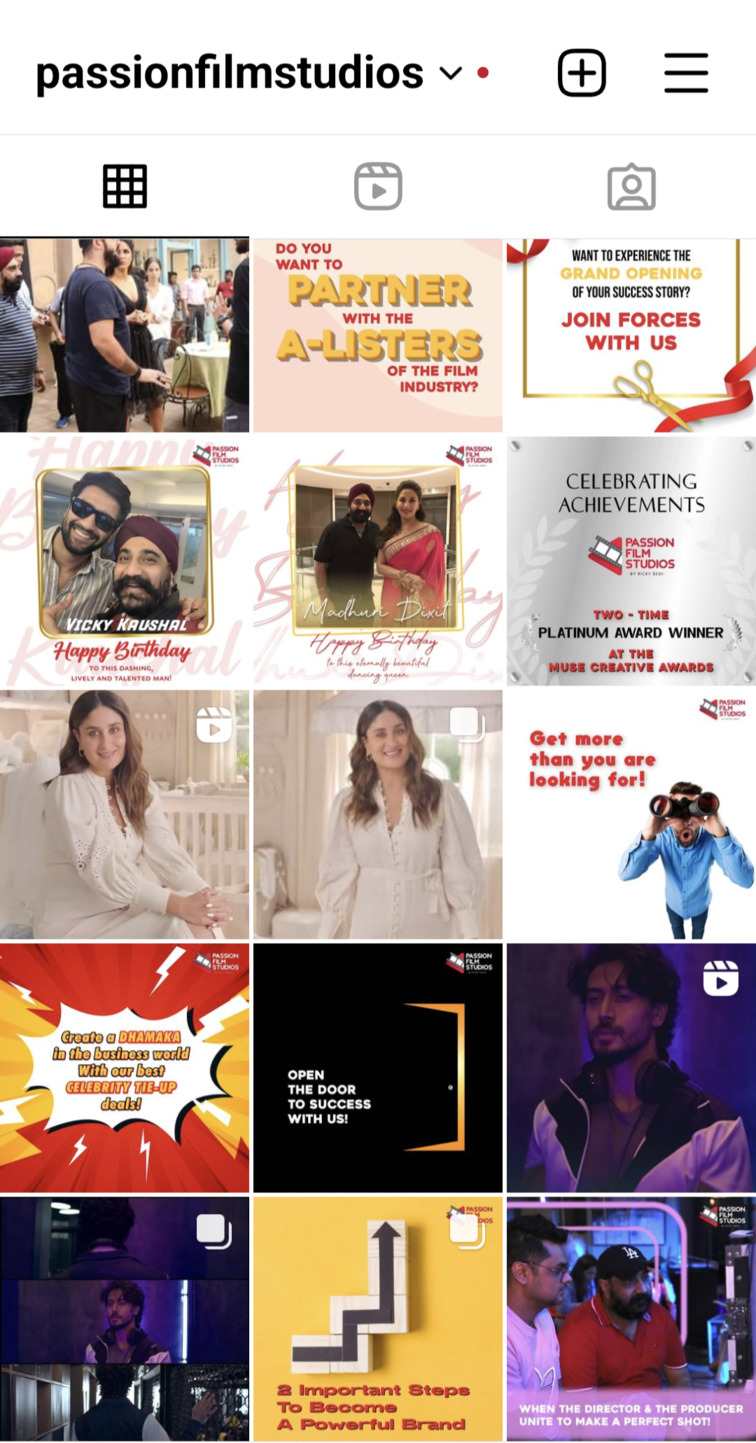 passionfilmstudios
DO YOU
WANT TO
PARTNER
WITH THE
A-LISTERS
OF THE FILM
INDUSTRY?
WANT TO EXPERIENCE THE
GRAND OPENING
OF YOUR SUCCESS STORY?
JOIN FORCES
WITH US
Happy
Kaushal
PASSION
FILM
STUDIOS
VICKY KAUSHAL
Happy Birthday
TO THIS DASHING,
LIVELY AND TALENTED MAN!
PASSION
FILM
STUDIOS
Madhuri Dixit
Happy Birthday
to this eternally beautiful
dancing queen
CELEBRATING
ACHIEVEMENTS
PASSION
FILM
STUDIOS
BY RICKY BEDI
TWO - TIME
PLATINUM AWARD WINNER
AT THE
MUSE CREATIVE AWARDS
PASSION
FILM
STUDIOS
Get more
than you are
looking for!
PASSION
FILM
STUDIOS
Create a DHAMAKA
in the business world
With our best
CELEBRITY TIE-UP
deals!
PASSION
FILM
STUDIOS
OPEN
THE DOOR
TO SUCCESS
WITH US!
PASSION
2 Important Steps
To Become
A Powerful Brand
PASSION
FILM
STUDIOS
LA
WHEN THE DIRECTOR & THE PRODUCER
UNITE TO MAKE A PERFECT SHOT!